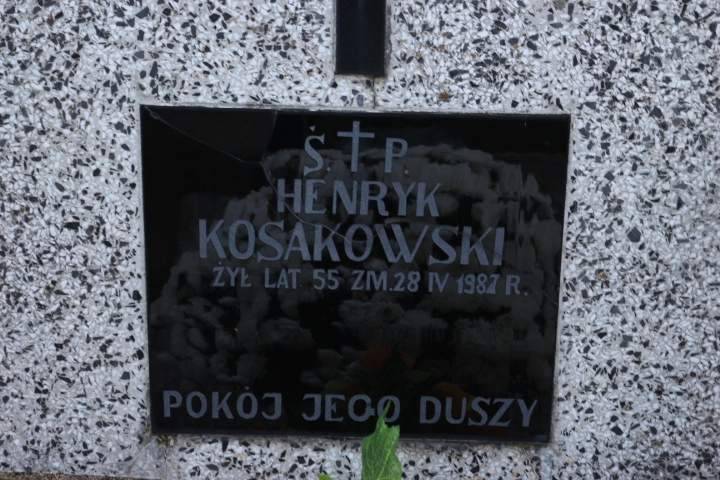 Ś.✝P.
HENRYK
KOSAKOWSKI
ŻYŁ LAT 55 ZM. 28 IV 1987 R.
POKÓJ JEGO DUSZY